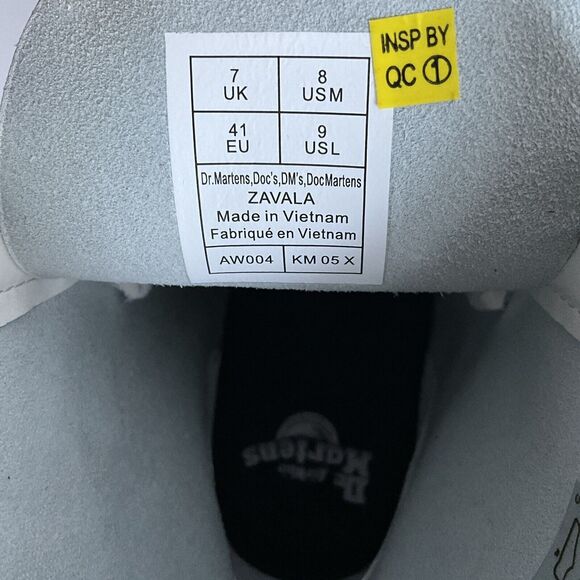 INSP BY
QC 1
7 8
UK USM
41 9
EU USL
Dr.Martens,Doc's,DM's,DocMartens
ZAVALA
Made in Vietnam
Fabriqué en Vietnam
AW004 KM 05 X
Dr. Martens